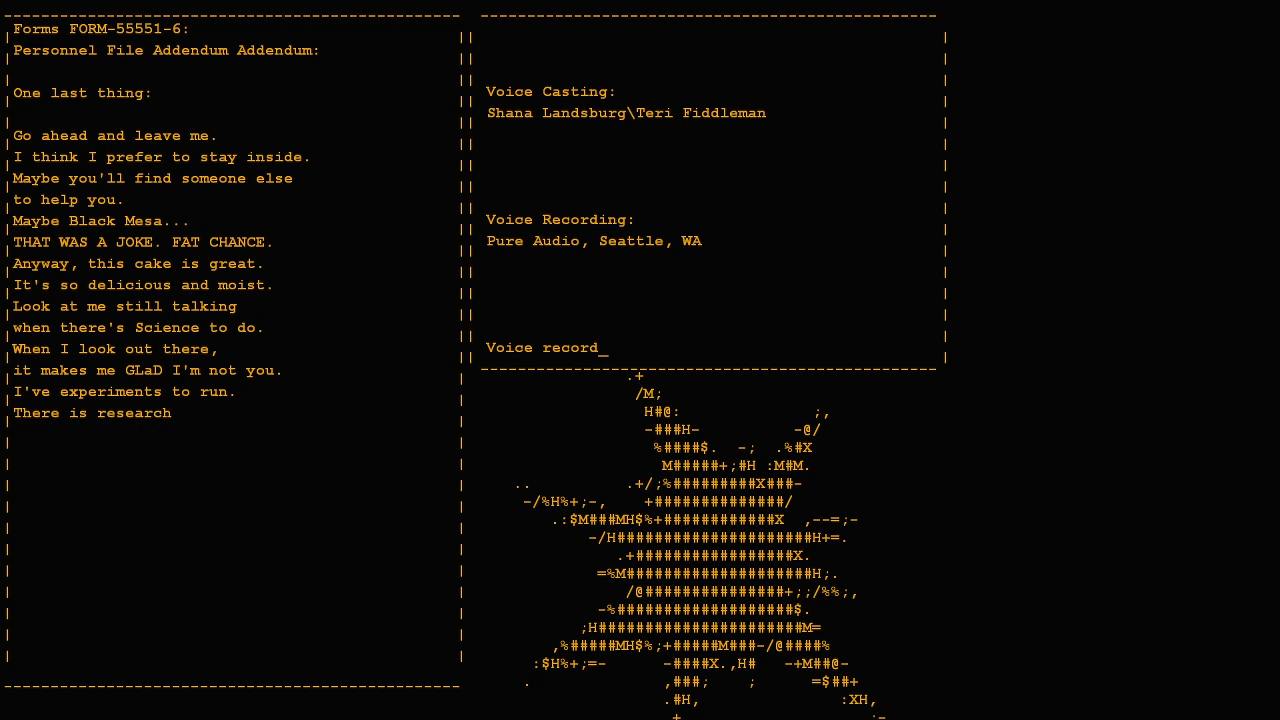 Forms FORM-55551-6:
Personnel File Addendum Addendum:
One last thing:
Go ahead and leave me.
I think I prefer to stay inside.
Maybe you'll find someone else
to help you.
Maybe Black Mesa...
THAT WAS A JOKE. FAT CHANCE.
Anyway, this cake is great.
It's so delicious and moist.
Look at me still talking
when there's Science to do.
When I look out there,
it makes me GLaD I'm not you.
I've experiments to run.
There is research
Voice Casting:
Shana Landsburg\Teri Fiddleman
Voice Recording:
Pure Audio, Seattle, WA
Voice record_